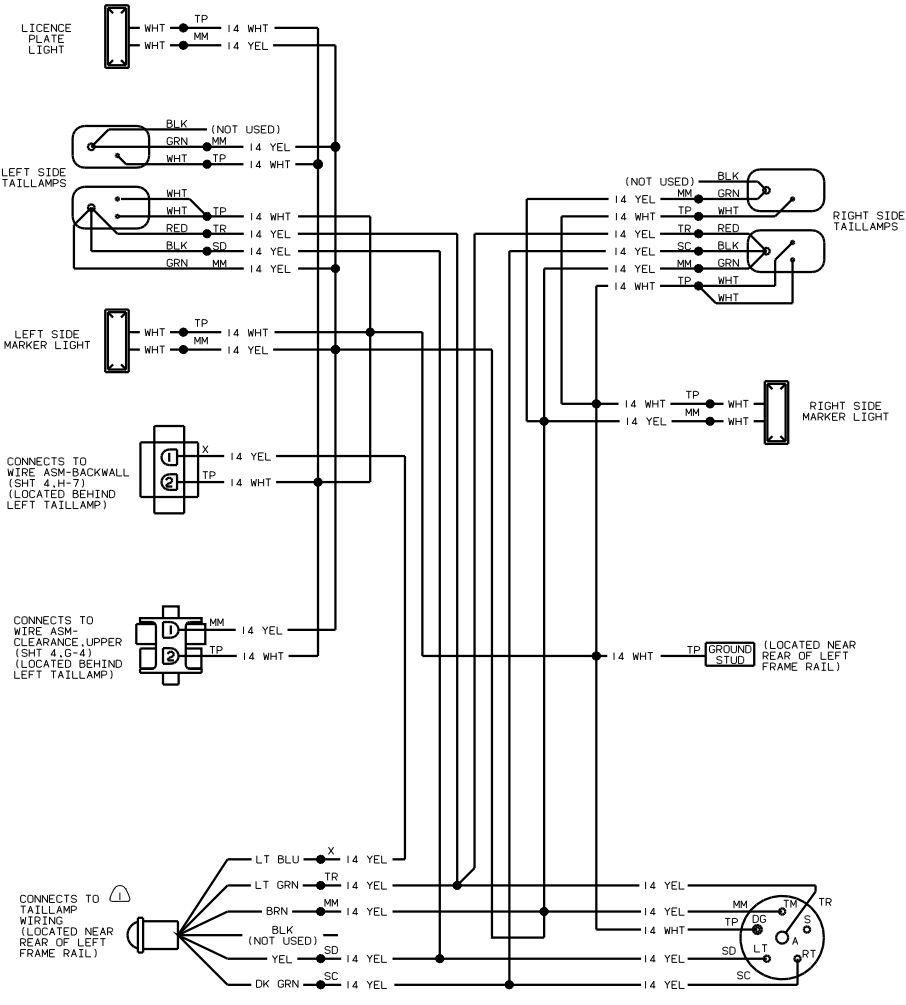 LICENCE
PLATE
LIGHT
WHT TP 14 WHT
WHT MM 14 YEL
BLK (NOT USED)
GRN MM 14 YEL
WHT TP 14 WHT
LEFT SIDE
TAILLAMPS
WHT
WHT TP 14 WHT
RED TR 14 YEL
BLK SD 14 YEL
GRN MM 14 YEL
(NOT USED) BLK
14 YEL MM GRN
14 WHT TP WHT
14 YEL TR RED
14 YEL SC BLK
14 YEL MM GRN
14 WHT TP WHT
WHT
RIGHT SIDE
TAILLAMPS
LEFT SIDE
MARKER LIGHT
WHT TP 14 WHT
WHT MM 14 YEL
14 WHT TP WHT
14 YEL MM WHT
RIGHT SIDE
MARKER LIGHT
CONNECTS TO
WIRE ASM-BACKWALL
(SHT 4,H-7)
(LOCATED BEHIND
LEFT TAILLAMP)
1 X 14 YEL
2 TP 14 WHT
CONNECTS TO
WIRE ASM-
CLEARANCE,UPPER
(SHT 4,G-4)
(LOCATED BEHIND
LEFT TAILLAMP)
1 MM 14 YEL
2 TP 14 WHT
14 WHT TP GROUND
STUD
(LOCATED NEAR
REAR OF LEFT
FRAME RAIL)
CONNECTS TO 1
TAILLAMP
WIRING
(LOCATED NEAR
REAR OF LEFT
FRAME RAIL)
LT BLU X 14 YEL
LT GRN TR 14 YEL 14 YEL TR
BRN MM 14 YEL 14 YEL MM TM
BLK
(NOT USED)
14 WHT TP DG S
A
YEL SD 14 YEL 14 YEL SD LT RT
DK GRN SC 14 YEL 14 YEL SC